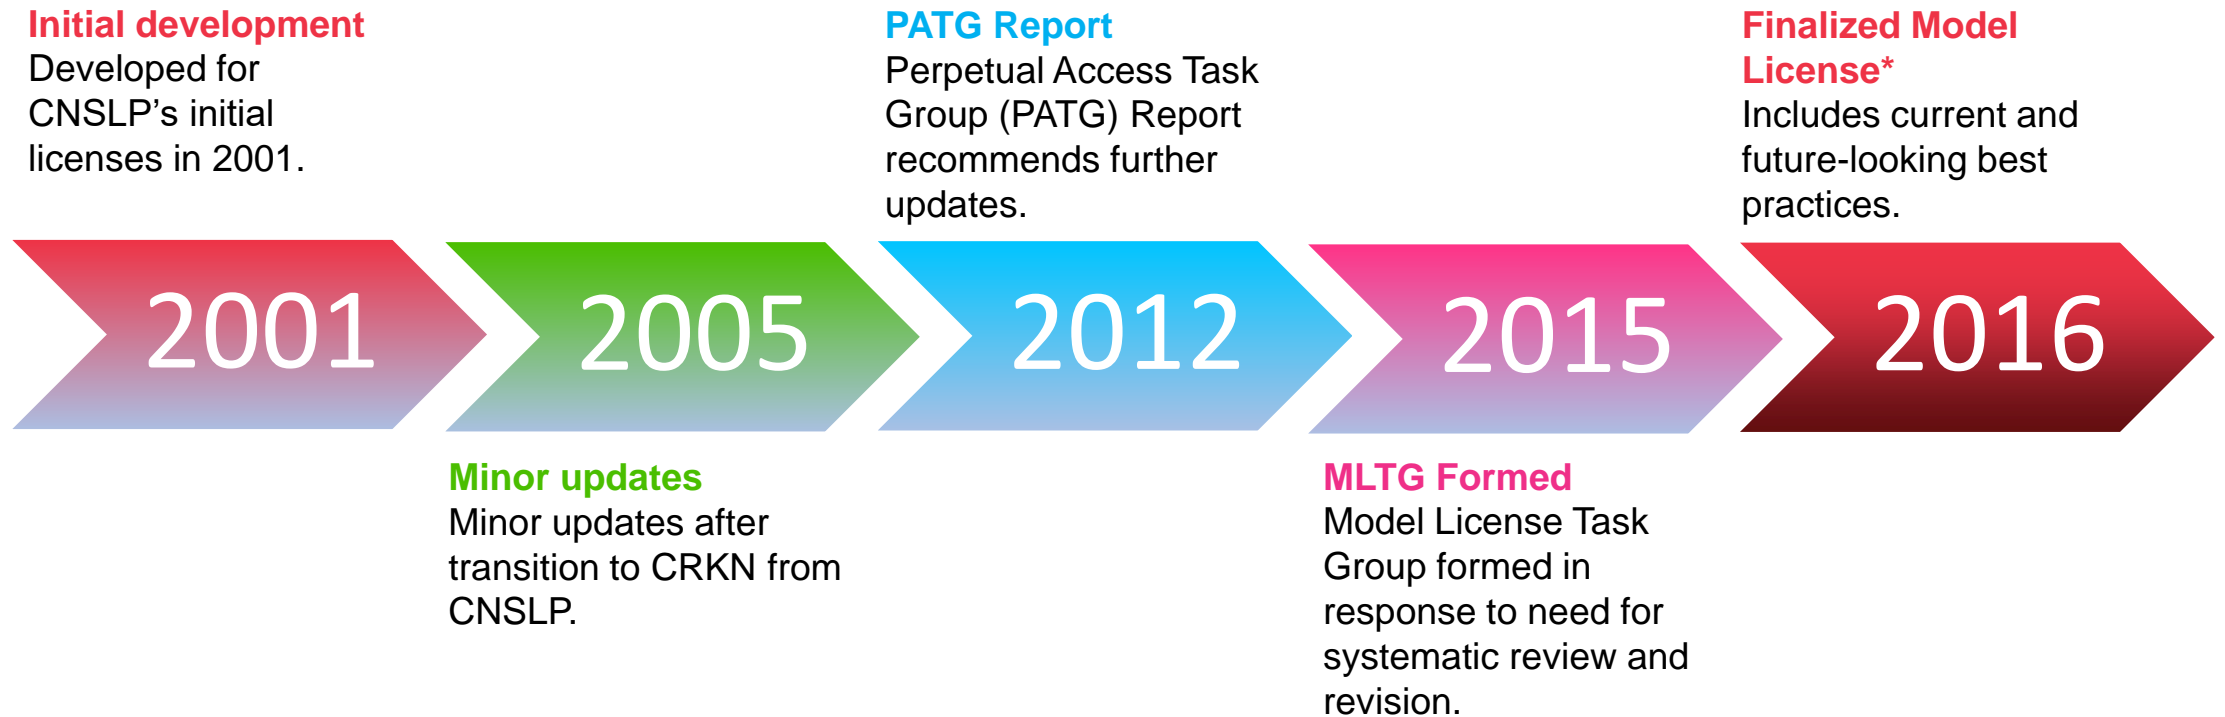 Initial development
Developed for
CNSLP’s initial
licenses in 2001.
PATG Report
Perpetual Access Task
Group (PATG) Report
recommends further
updates.
Finalized Model
License*
Includes current and
future-looking best
practices.
2001
2005
2012
2015
2016
Minor updates
Minor updates after
transition to CRKN from
CNSLP.
MLTG Formed
Model License Task
Group formed in
response to need for
systematic review and
revision.